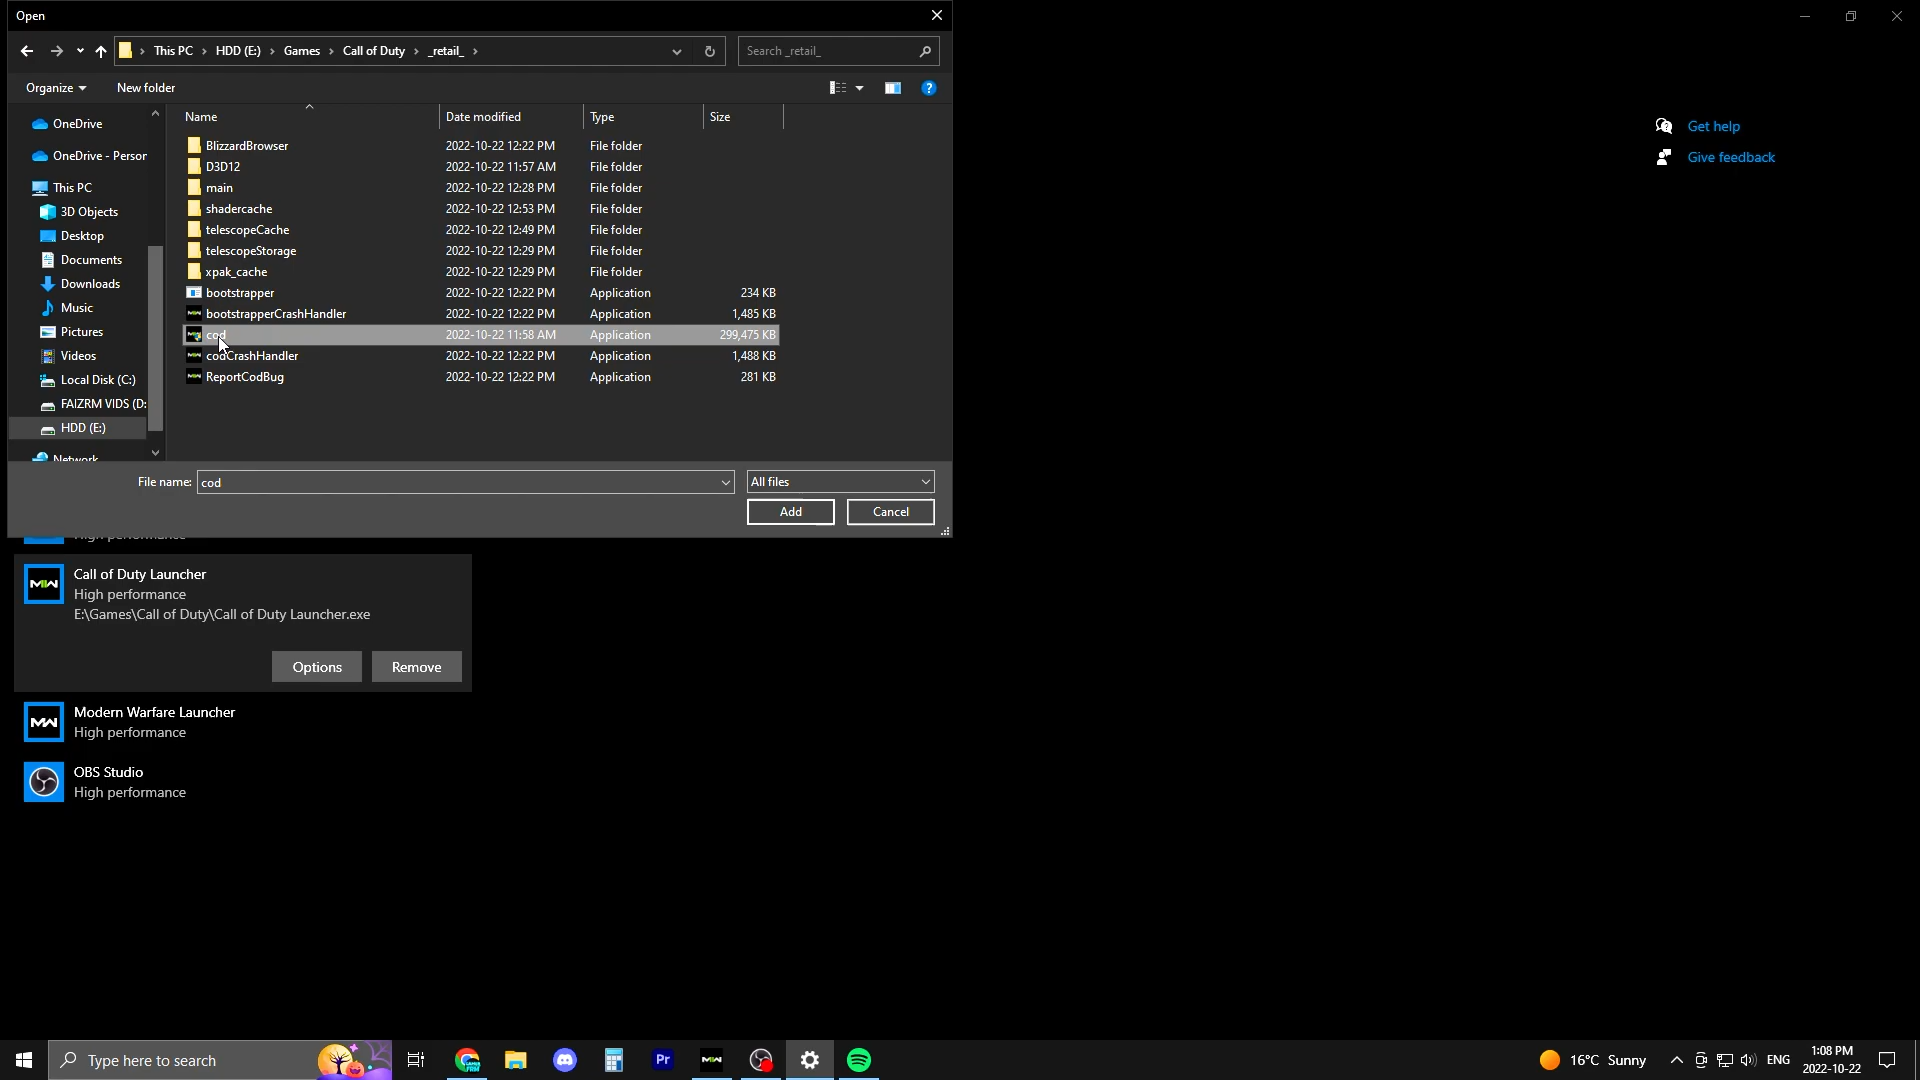 Open
This PC > HDD (E:) > Games > Call of Duty > _retail_ >
Search _retail_
Organize
New folder
Name
Date modified
Type
Size
OneDrive
OneDrive - Person
This PC
3D Objects
Desktop
Documents
Downloads
Music
Pictures
Videos
Local Disk (C:)
FAIZRM VIDS (D:
HDD (E:)
Network
BlizzardBrowser 2022-10-22 12:22 PM File folder
D3D12 2022-10-22 11:57 AM File folder
main 2022-10-22 12:28 PM File folder
shadercache 2022-10-22 12:53 PM File folder
telescopeCache 2022-10-22 12:49 PM File folder
telescopeStorage 2022-10-22 12:29 PM File folder
xpak_cache 2022-10-22 12:29 PM File folder
bootstrapper 2022-10-22 12:22 PM Application 234 KB
bootstrapperCrashHandler 2022-10-22 12:22 PM Application 1,485 KB
cod 2022-10-22 11:58 AM Application 299,475 KB
codCrashHandler 2022-10-22 12:22 PM Application 1,488 KB
ReportCodBug 2022-10-22 12:22 PM Application 281 KB
File name: cod
All files
Add
Cancel
Get help
Give feedback
High performance
MW
Call of Duty Launcher
High performance
E:\Games\Call of Duty\Call of Duty Launcher.exe
Options
Remove
MW
Modern Warfare Launcher
High performance
OBS Studio
High performance
Type here to search
Pr
16°C Sunny
ENG
1:08 PM
2022-10-22